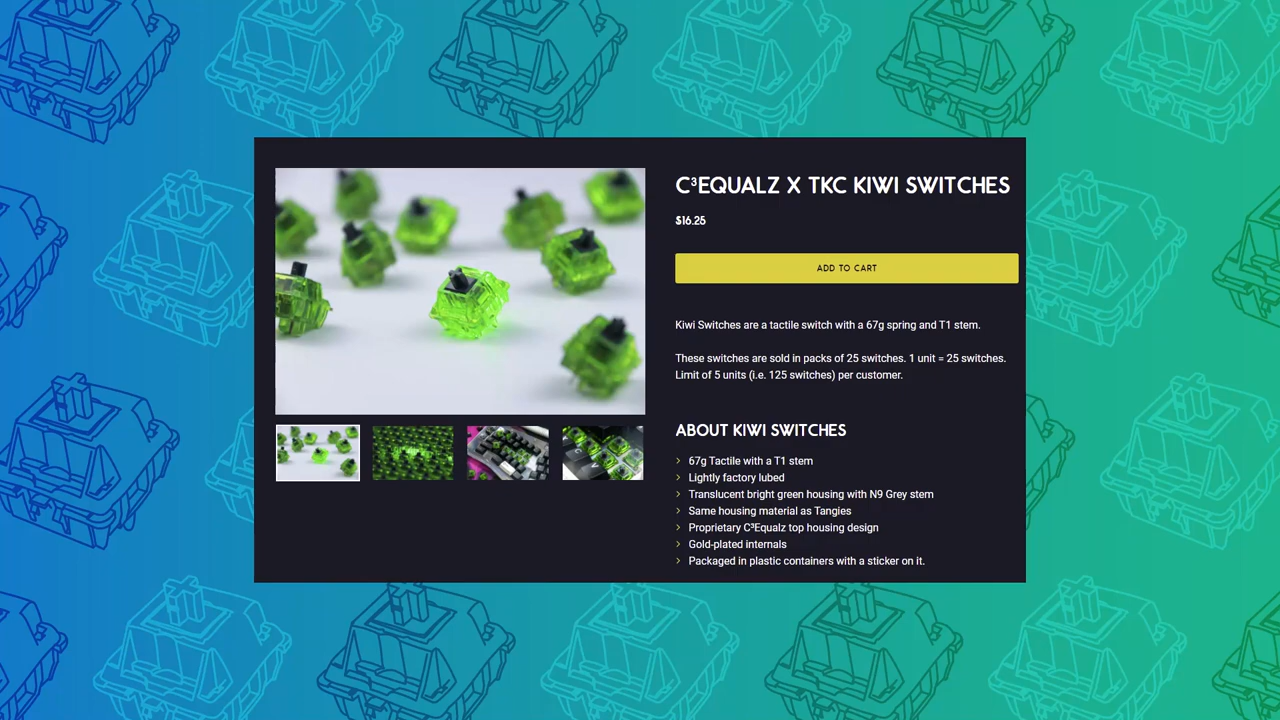 C³EQUALZ X TKC KIWI SWITCHES
$16.25
ADD TO CART
Kiwi Switches are a tactile switch with a 67g spring and T1 stem.
These switches are sold in packs of 25 switches. 1 unit = 25 switches.
Limit of 5 units (i.e. 125 switches) per customer.
ABOUT KIWI SWITCHES
67g Tactile with a T1 stem
Lightly factory lubed
Translucent bright green housing with N9 Grey stem
Same housing material as Tangies
Proprietary C³Equalz top housing design
Gold-plated internals
Packaged in plastic containers with a sticker on it.